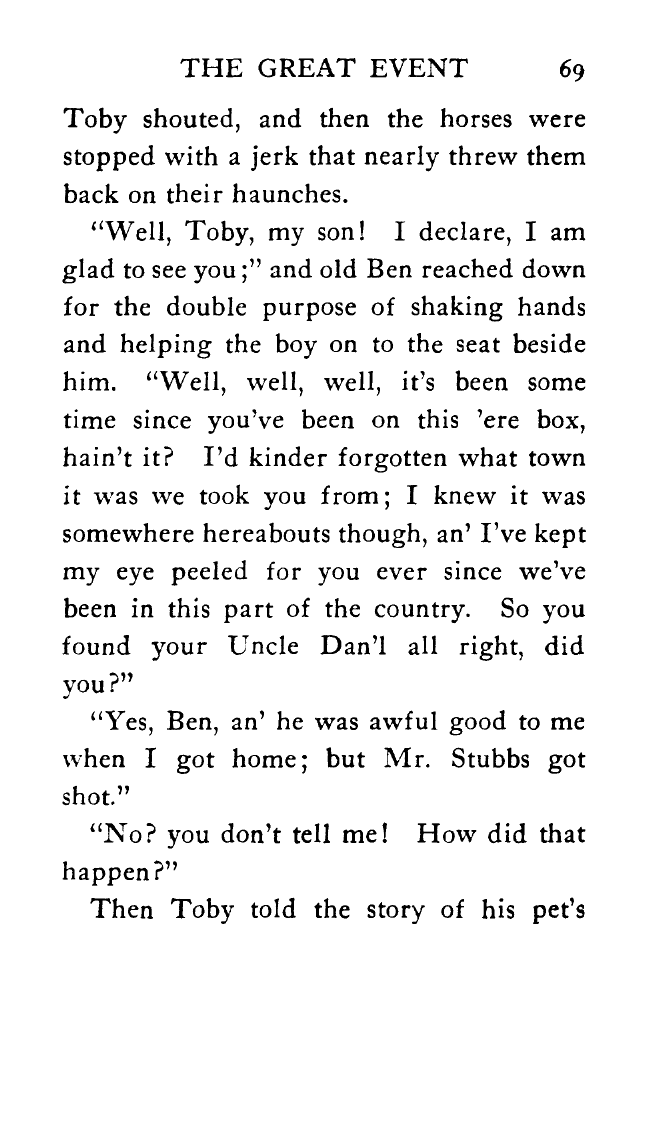 THE GREAT EVENT 69
Toby shouted, and then the horses were
stopped with a jerk that nearly threw them
back on their haunches.
"Well, Toby, my son! I declare, I am
glad to see you;" and old Ben reached down
for the double purpose of shaking hands
and helping the boy on to the seat beside
him. "Well, well, well, it's been some
time since you've been on this 'ere box,
hain't it? I'd kinder forgotten what town
it was we took you from; I knew it was
somewhere hereabouts though, an' I've kept
my eye peeled for you ever since we've
been in this part of the country. So you
found your Uncle Dan'l all right, did
you?"
"Yes, Ben, an' he was awful good to me
when I got home; but Mr. Stubbs got
shot."
"No? you don't tell me! How did that
happen?"
Then Toby told the story of his pet's